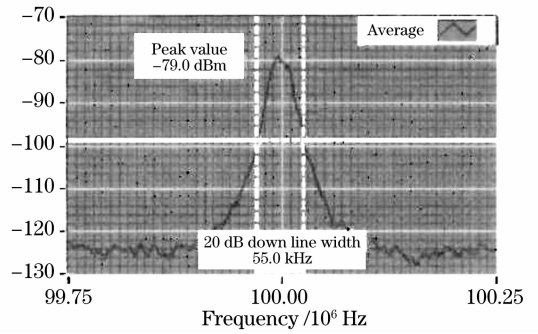 −70
Average
Peak value
−79.0 dBm
−80
−90
−100
−110
−120
20 dB down line width
55.0 kHz
−130
99.75
100.00
100.25
Frequency /10⁶ Hz